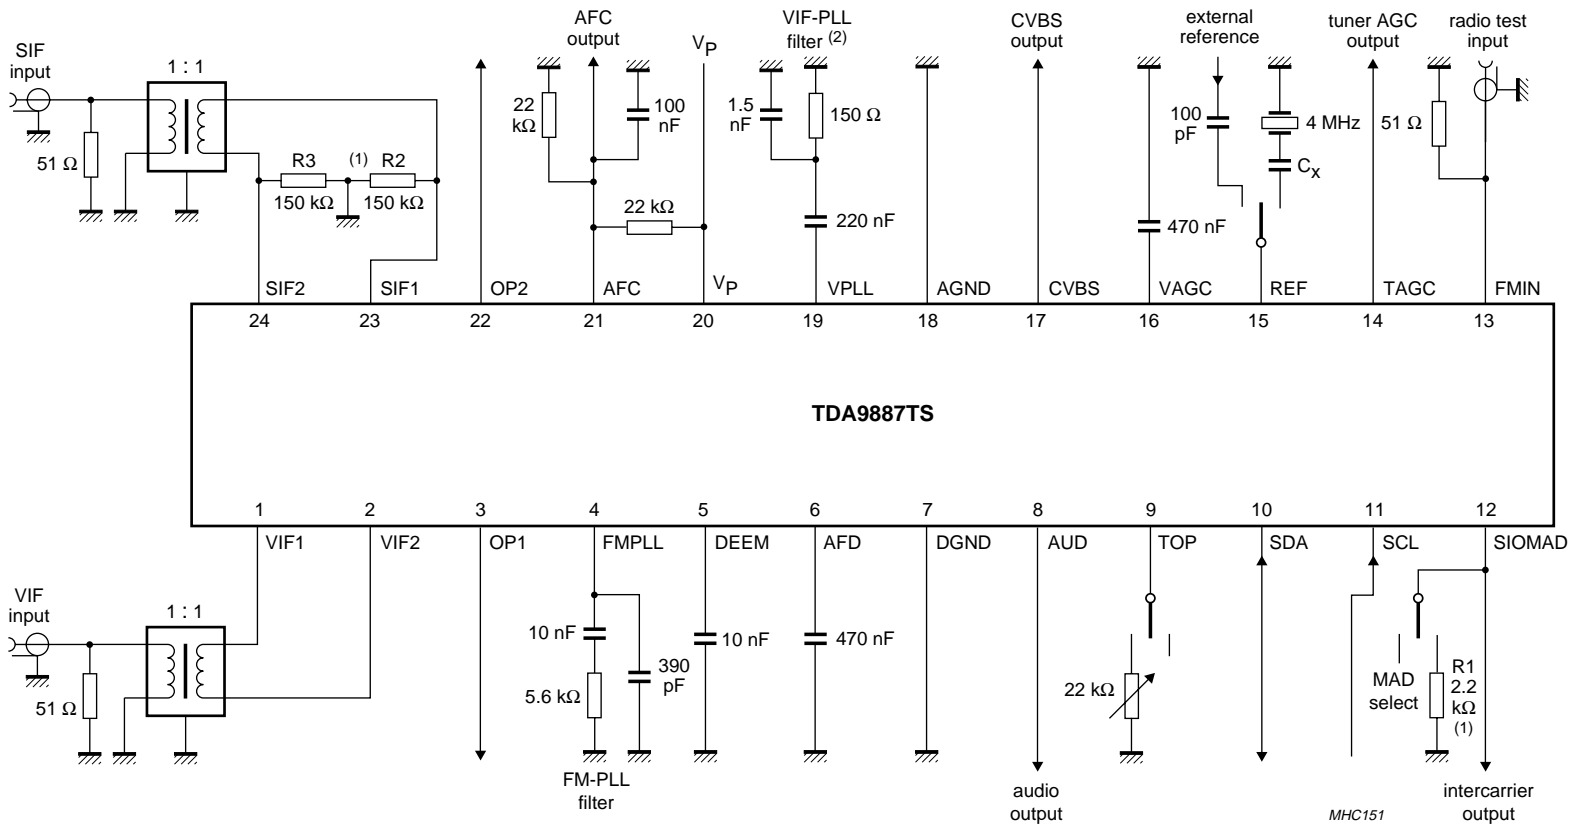 SIF
input
1 : 1
51 Ω
R3
(1)
R2
150 kΩ
150 kΩ
AFC
output
22
kΩ
100
nF
22 kΩ
VP
VIF-PLL
filter (2)
1.5
nF
150 Ω
220 nF
CVBS
output
470 nF
external
reference
100
pF
4 MHz
Cx
tuner AGC
output
51 Ω
radio test
input
SIF2
SIF1
OP2
AFC
VP
VPLL
AGND
CVBS
VAGC
REF
TAGC
FMIN
24
23
22
21
20
19
18
17
16
15
14
13
TDA9887TS
1
2
3
4
5
6
7
8
9
10
11
12
VIF1
VIF2
OP1
FMPLL
DEEM
AFD
DGND
AUD
TOP
SDA
SCL
SIOMAD
VIF
input
1 : 1
51 Ω
10 nF
5.6 kΩ
390
pF
FM-PLL
filter
10 nF
470 nF
audio
output
22 kΩ
MAD
select
R1
2.2
kΩ
(1)
intercarrier
output
MHC151